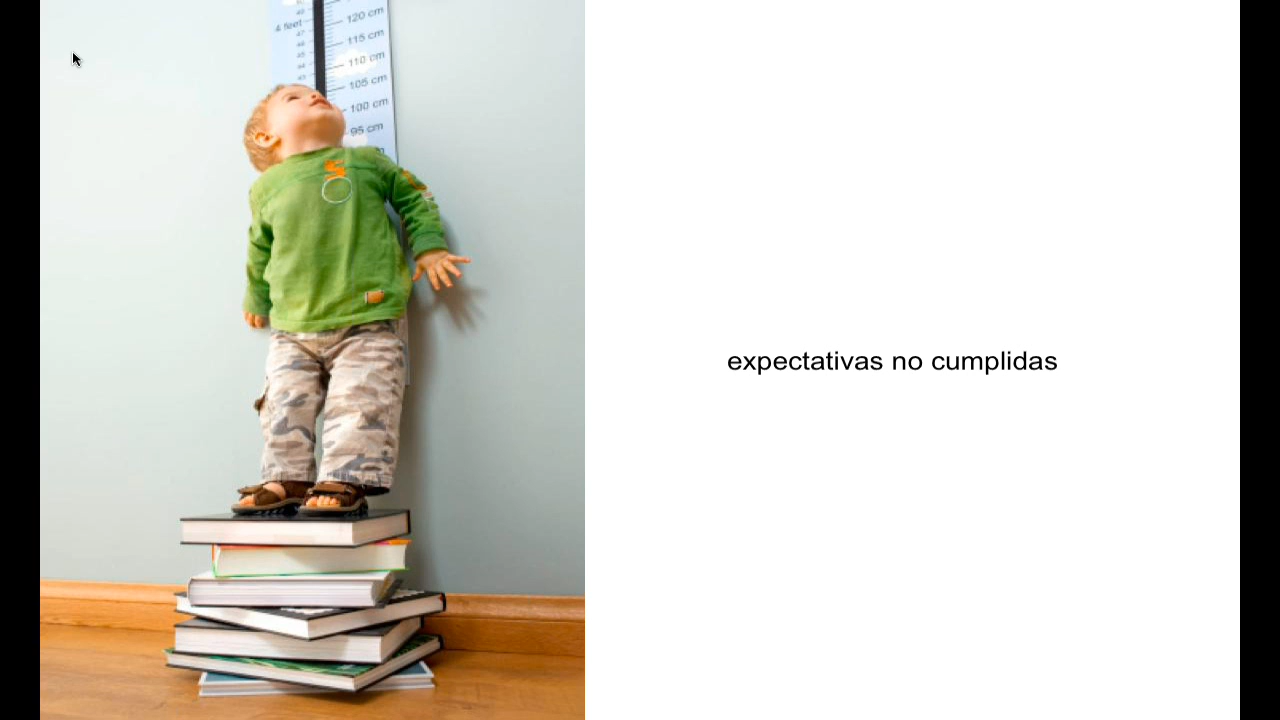 4 feet
120 cm
115 cm
110 cm
105 cm
100 cm
95 cm
expectativas no cumplidas